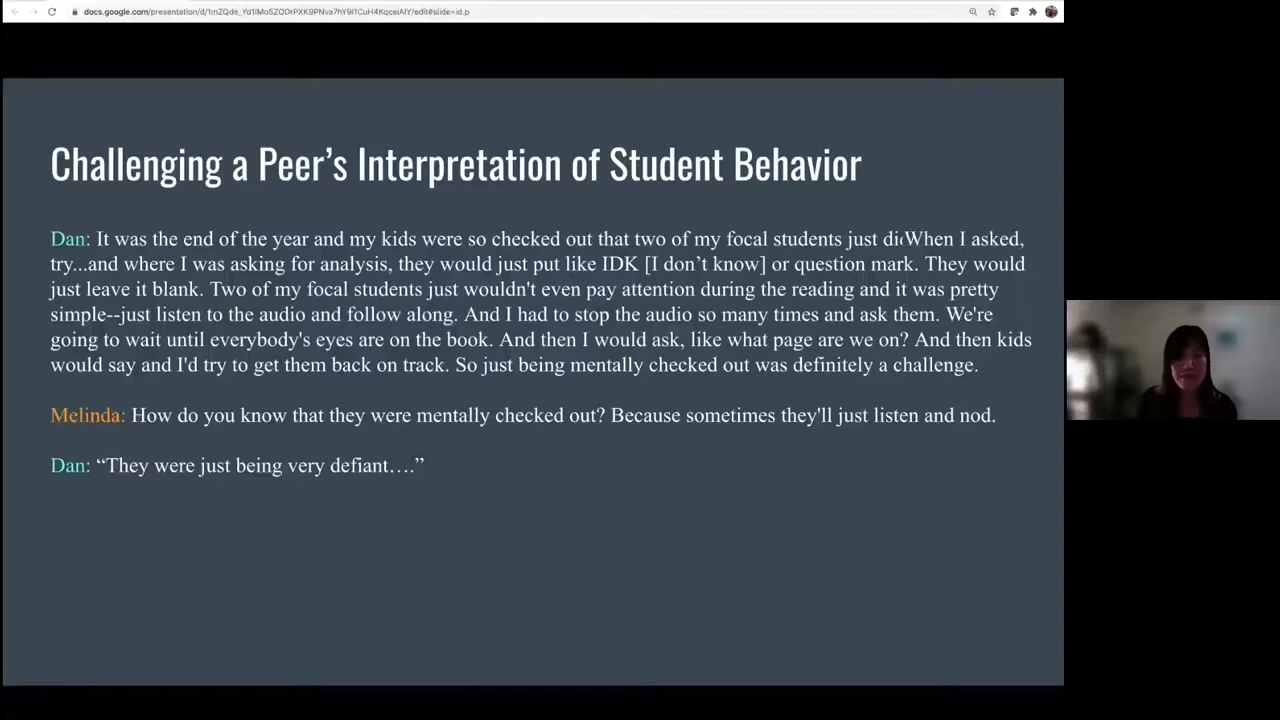 Challenging a Peer's Interpretation of Student Behavior
Dan: It was the end of the year and my kids were so checked out that two of my focal students just When I asked,
try...and where I was asking for analysis, they would just put like IDK [I don't know] or question mark. They would
just leave it blank. Two of my focal students just wouldn't even pay attention during the reading and it was pretty
simple--just listen to the audio and follow along. And I had to stop the audio so many times and ask them. We're
going to wait until everybody's eyes are on the book. And then I would ask, like what page are we on? And then kids
would say and I'd try to get them back on track. So just being mentally checked out was definitely a challenge.
Melinda: How do you know that they were mentally checked out? Because sometimes they'll just listen and nod.
Dan: “They were just being very defiant….”